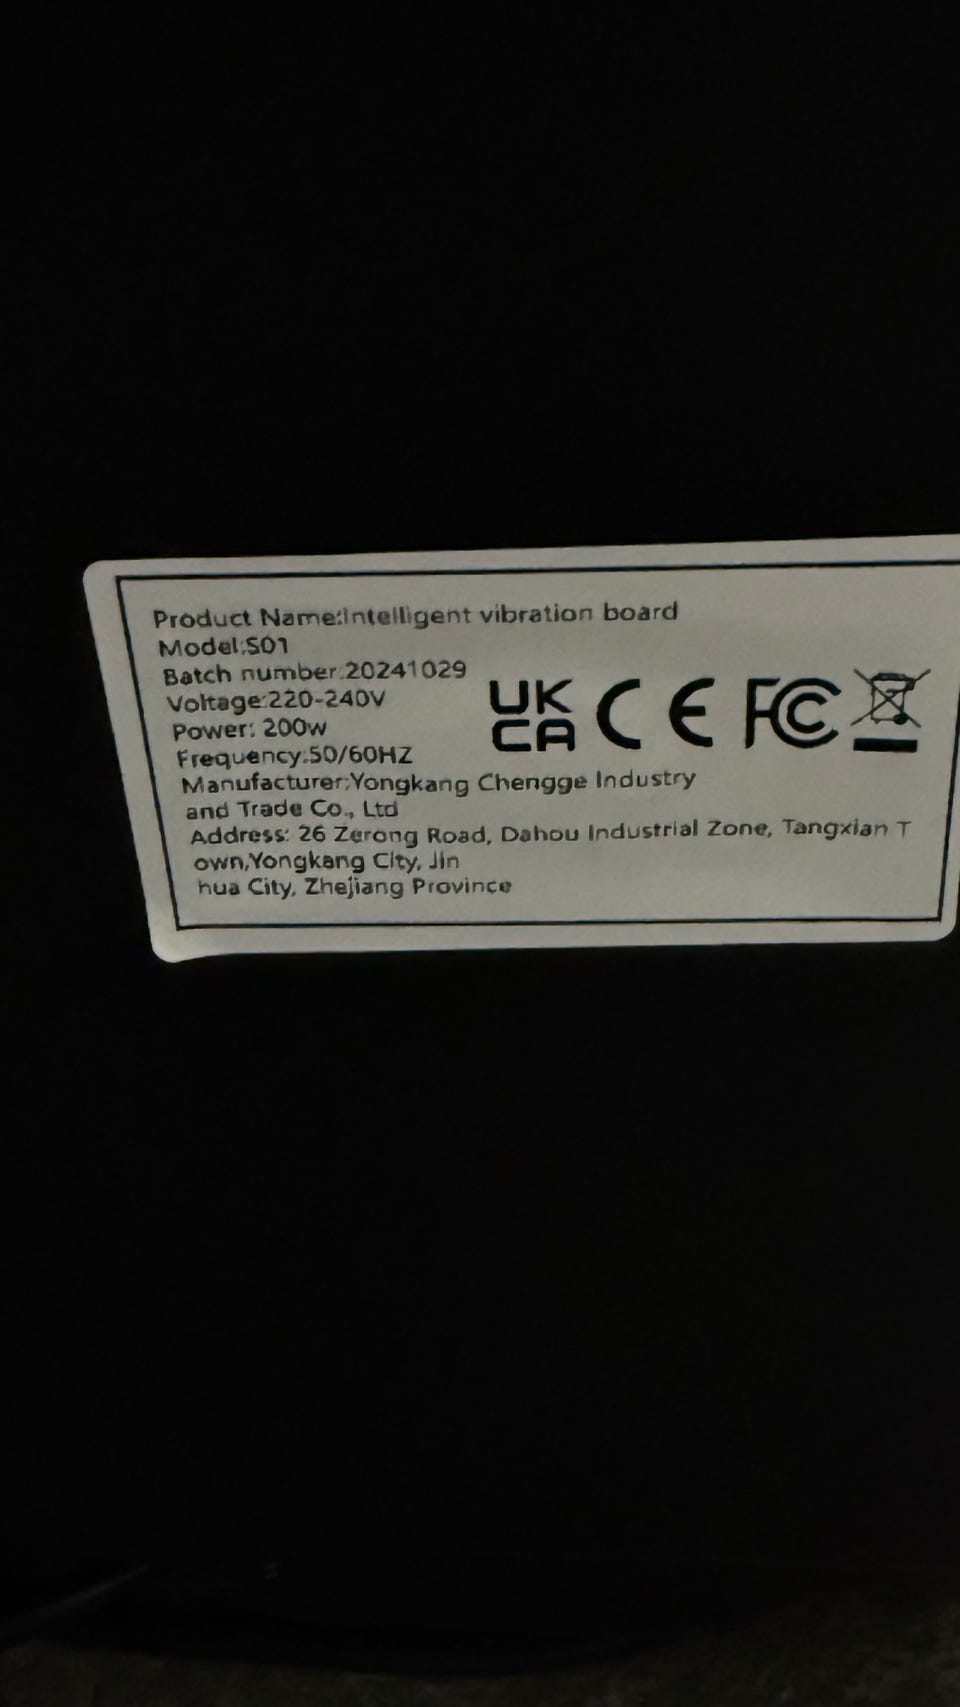 Product Name:Intelligent vibration board
Model:S01
Batch number:20241029
Voltage:220-240V
Power: 200w
Frequency:50/60HZ
UK
CA CE FC
Manufacturer:Yongkang Chengge Industry
and Trade Co., Ltd
Address: 26 Zerong Road, Dahou Industrial Zone, Tangxian T
own,Yongkang City, Jin
hua City, Zhejiang Province